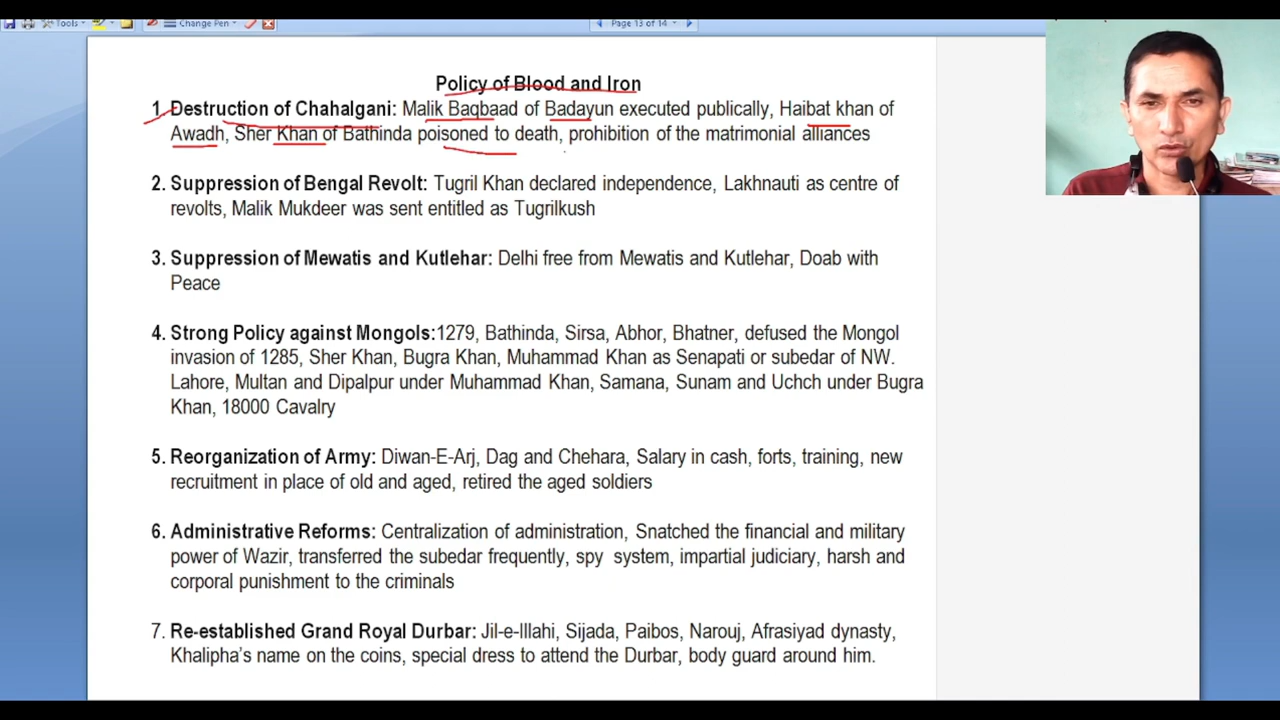 Tools
Change Pen
Page 13 of 14
Policy of Blood and Iron
1. Destruction of Chahalgani: Malik Baqbaad of Badayun executed publically, Haibat khan of
Awadh, Sher Khan of Bathinda poisoned to death, prohibition of the matrimonial alliances
2. Suppression of Bengal Revolt: Tugril Khan declared independence, Lakhnauti as centre of
revolts, Malik Mukdeer was sent entitled as Tugrilkush
3. Suppression of Mewatis and Kutlehar: Delhi free from Mewatis and Kutlehar, Doab with
Peace
4. Strong Policy against Mongols:1279, Bathinda, Sirsa, Abhor, Bhatner, defused the Mongol
invasion of 1285, Sher Khan, Bugra Khan, Muhammad Khan as Senapati or subedar of NW.
Lahore, Multan and Dipalpur under Muhammad Khan, Samana, Sunam and Uchch under Bugra
Khan, 18000 Cavalry
5. Reorganization of Army: Diwan-E-Arj, Dag and Chehara, Salary in cash, forts, training, new
recruitment in place of old and aged, retired the aged soldiers
6. Administrative Reforms: Centralization of administration, Snatched the financial and military
power of Wazir, transferred the subedar frequently, spy system, impartial judiciary, harsh and
corporal punishment to the criminals
7. Re-established Grand Royal Durbar: Jil-e-Illahi, Sijada, Paibos, Narouj, Afrasiyad dynasty,
Khalipha's name on the coins, special dress to attend the Durbar, body guard around him.